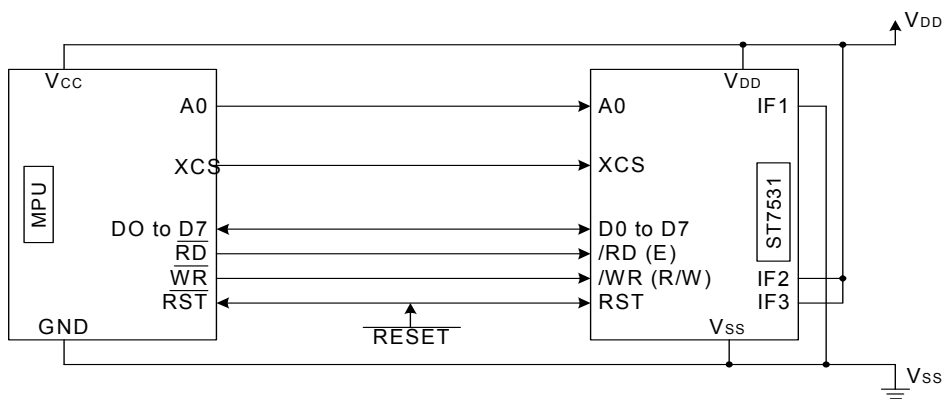 VDD
VCC
VDD
A0
A0
IF1
XCS
XCS
MPU
ST7531
DO to D7
D0 to D7
RD
/RD (E)
WR
/WR (R/W)
IF2
RST
RST
IF3
GND
RESET
VSS
VSS